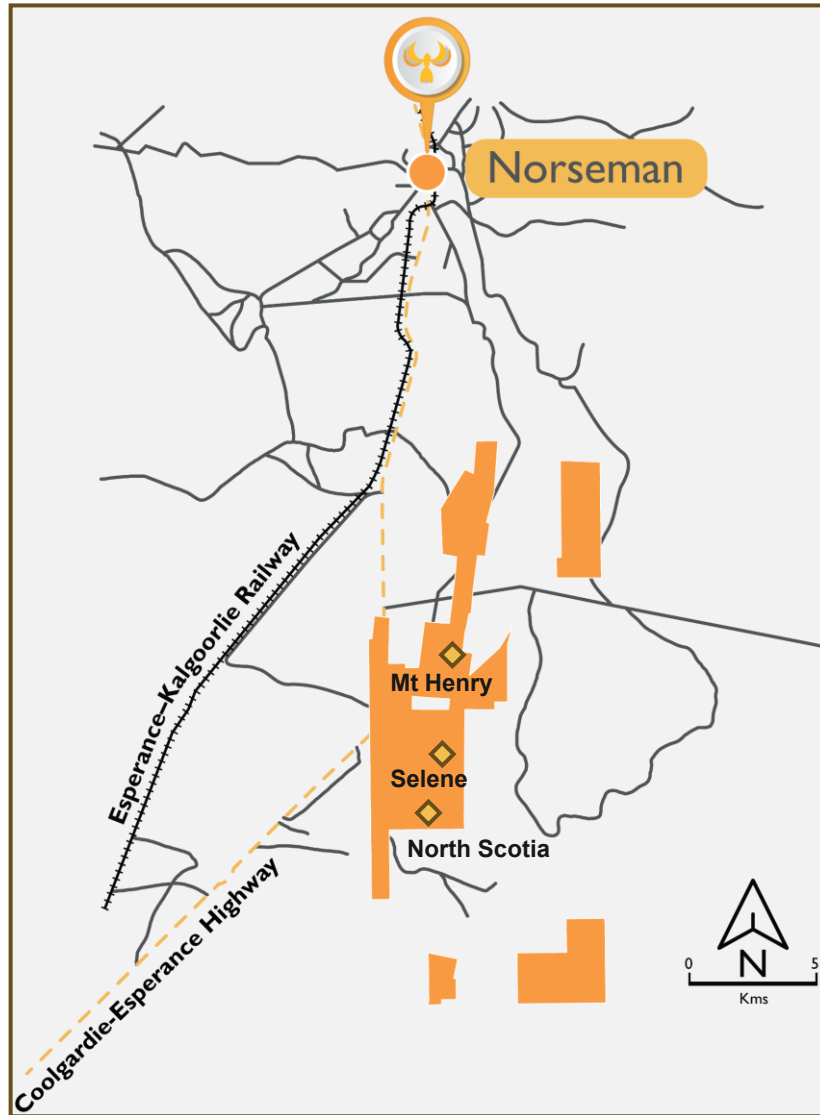 Norseman
Esperance–Kalgoorlie Railway
Mt Henry
Selene
North Scotia
Coolgardie-Esperance Highway
N
0 5
Kms